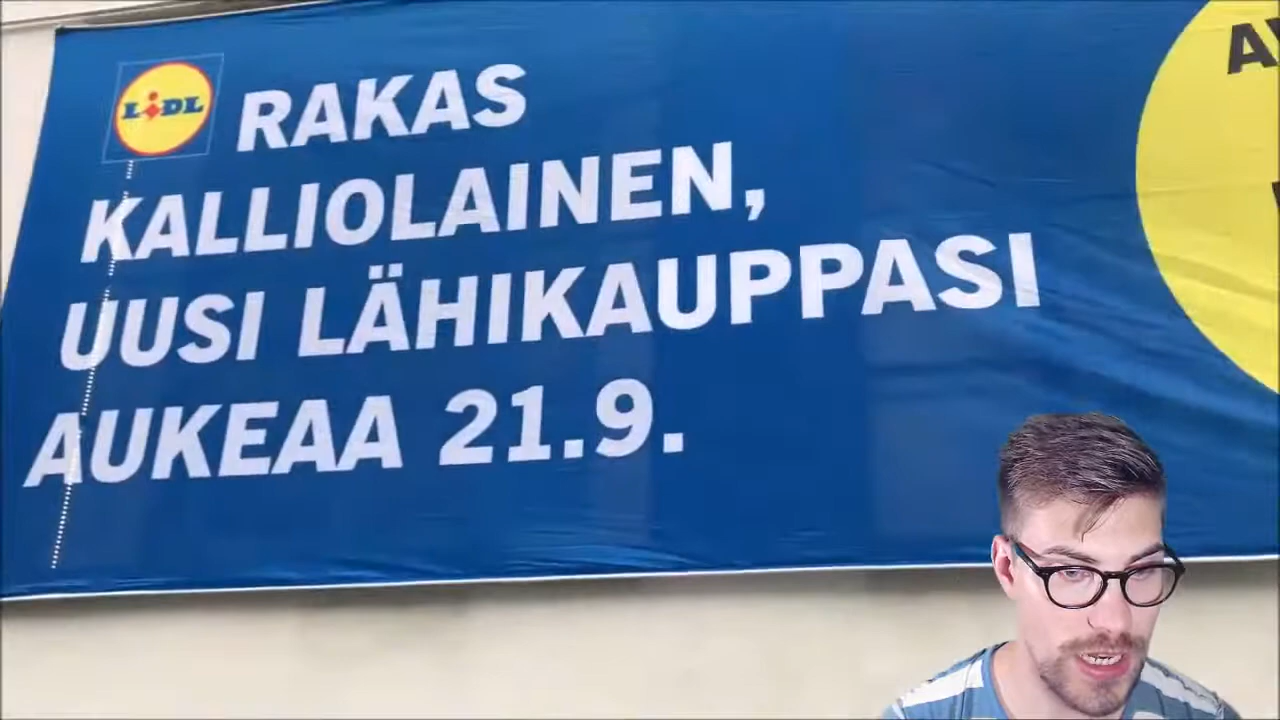 LIDL RAKAS
KALLIOLAINEN,
UUSI LÄHIKAUPPASI
AUKEAA 21.9.